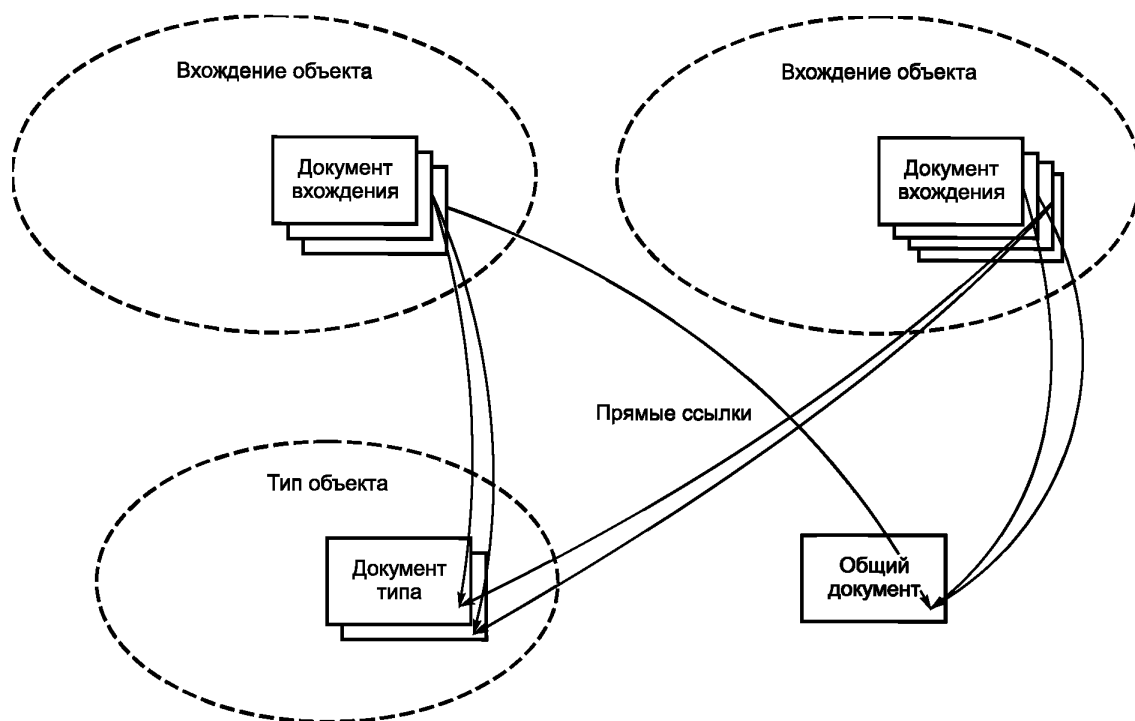 Вхождение объекта
Вхождение объекта
Документ
вхождения
Документ
вхождения
Прямые ссылки
Тип объекта
Документ
типа
Общий
документ